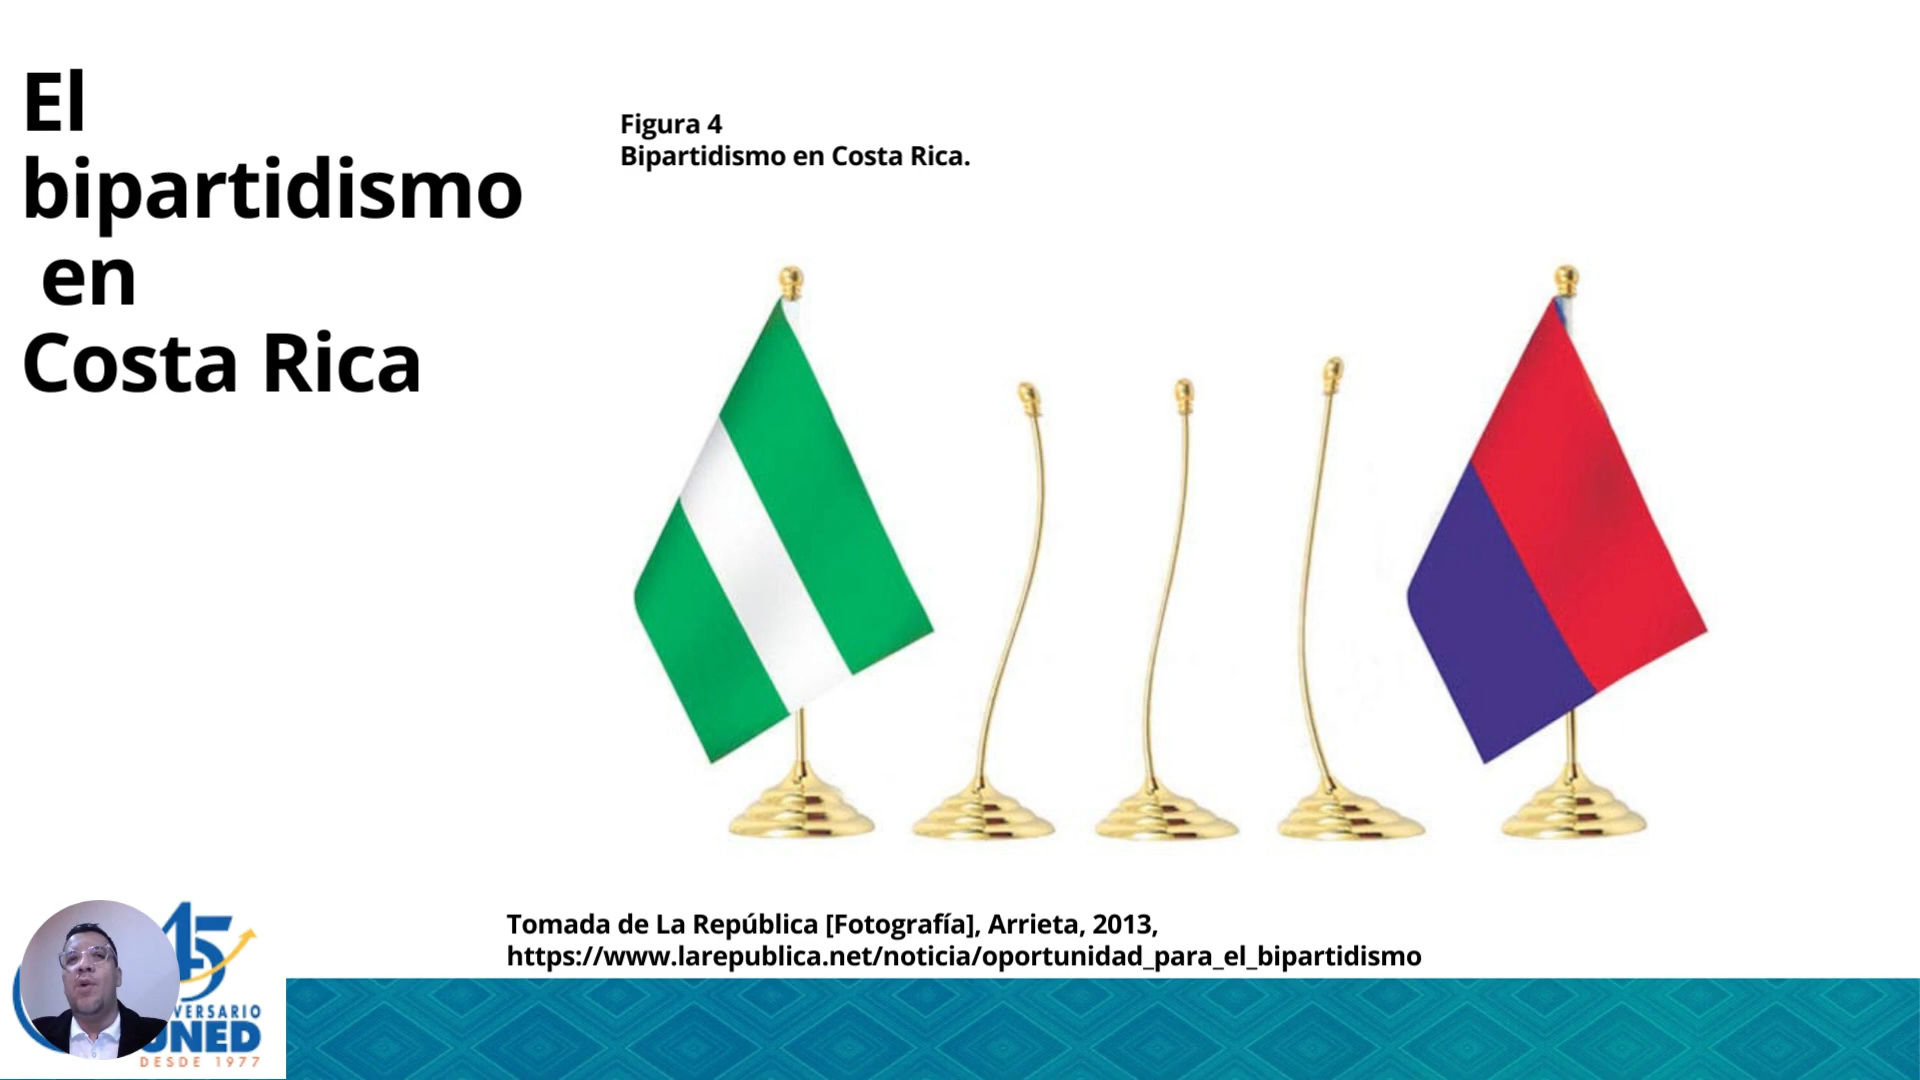 El
bipartidismo
en
Costa Rica
Figura 4
Bipartidismo en Costa Rica.
Tomada de La República [Fotografía], Arrieta, 2013,
https://www.larepublica.net/noticia/oportunidad_para_el_bipartidismo
45
VERSARIO
UNED
DESDE 1977